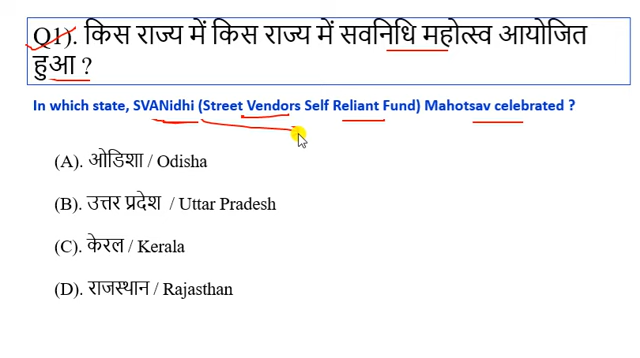 Q1). किस राज्य में किस राज्य में सवनिधि महोत्स्व आयोजित
हुआ ?
In which state, SVANidhi (Street Vendors Self Reliant Fund) Mahotsav celebrated ?
(A). ओडिशा / Odisha
(B). उत्तर प्रदेश / Uttar Pradesh
(C). केरल / Kerala
(D). राजस्थान / Rajasthan